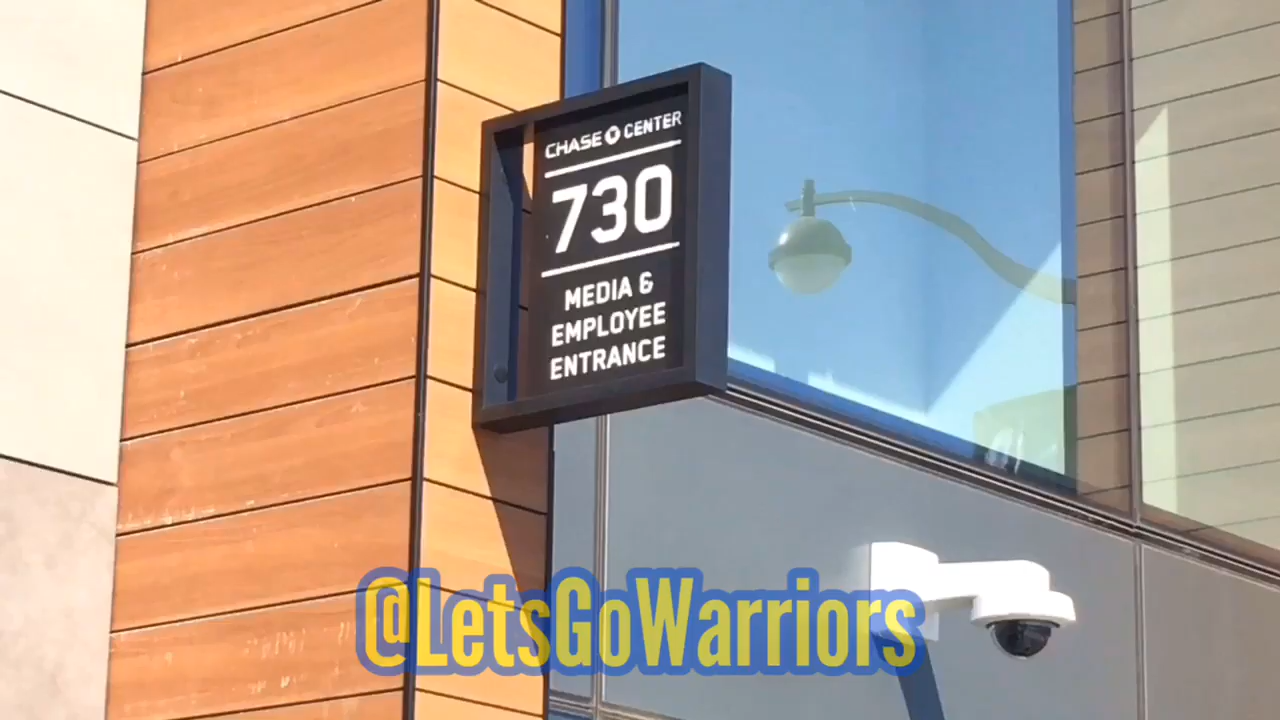 CHASE CENTER
730
MEDIA &
EMPLOYEE
ENTRANCE
@LetsGoWarriors